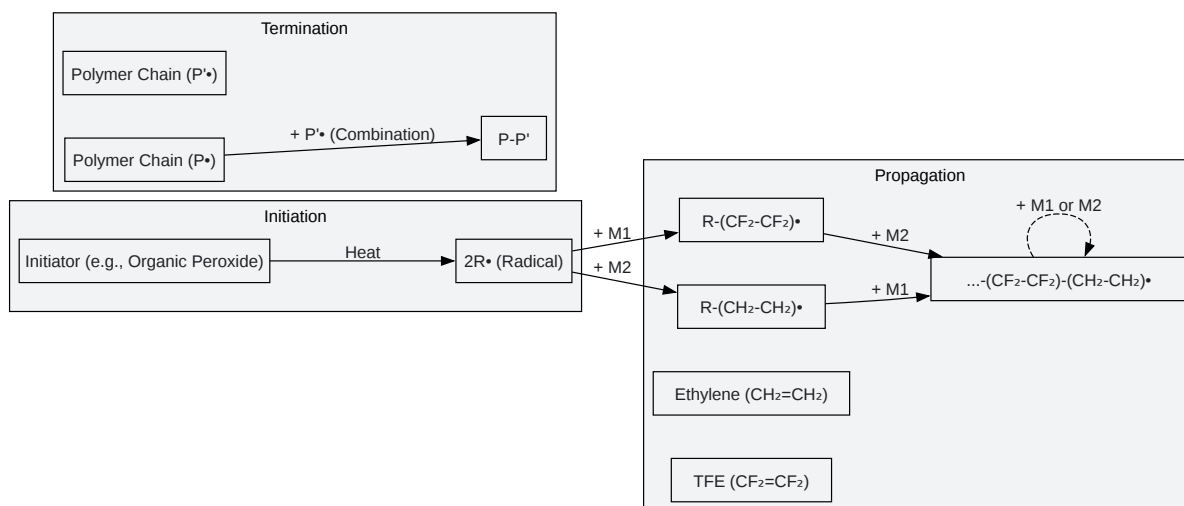 Termination
Polymer Chain (P'•)
Polymer Chain (P•)
+ P'• (Combination)
P-P'
Initiation
Initiator (e.g., Organic Peroxide)
Heat
2R• (Radical)
+ M1
+ M2
Propagation
R-(CF₂-CF₂)•
+ M2
R-(CH₂-CH₂)•
+ M1
+ M1 or M2
...-(CF₂-CF₂)-(CH₂-CH₂)•
Ethylene (CH₂=CH₂)
TFE (CF₂=CF₂)